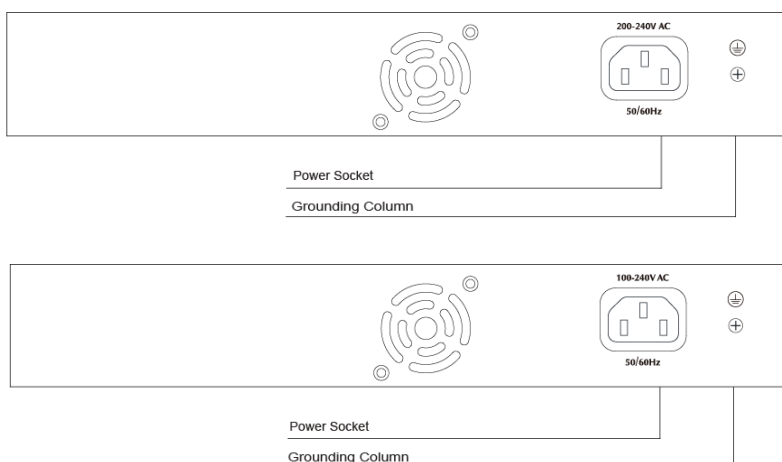 200-240V AC
50/60Hz
Power Socket
Grounding Column
100-240V AC
50/60Hz
Power Socket
Grounding Column